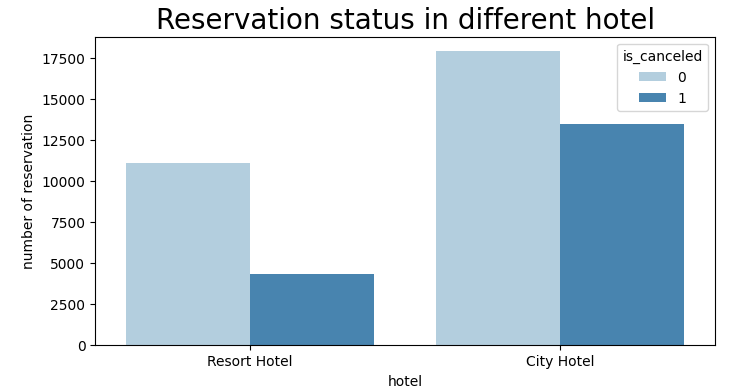 Reservation status in different hotel
number of reservation
17500
15000
12500
10000
7500
5000
2500
0
is_canceled
0
1
Resort Hotel
City Hotel
hotel